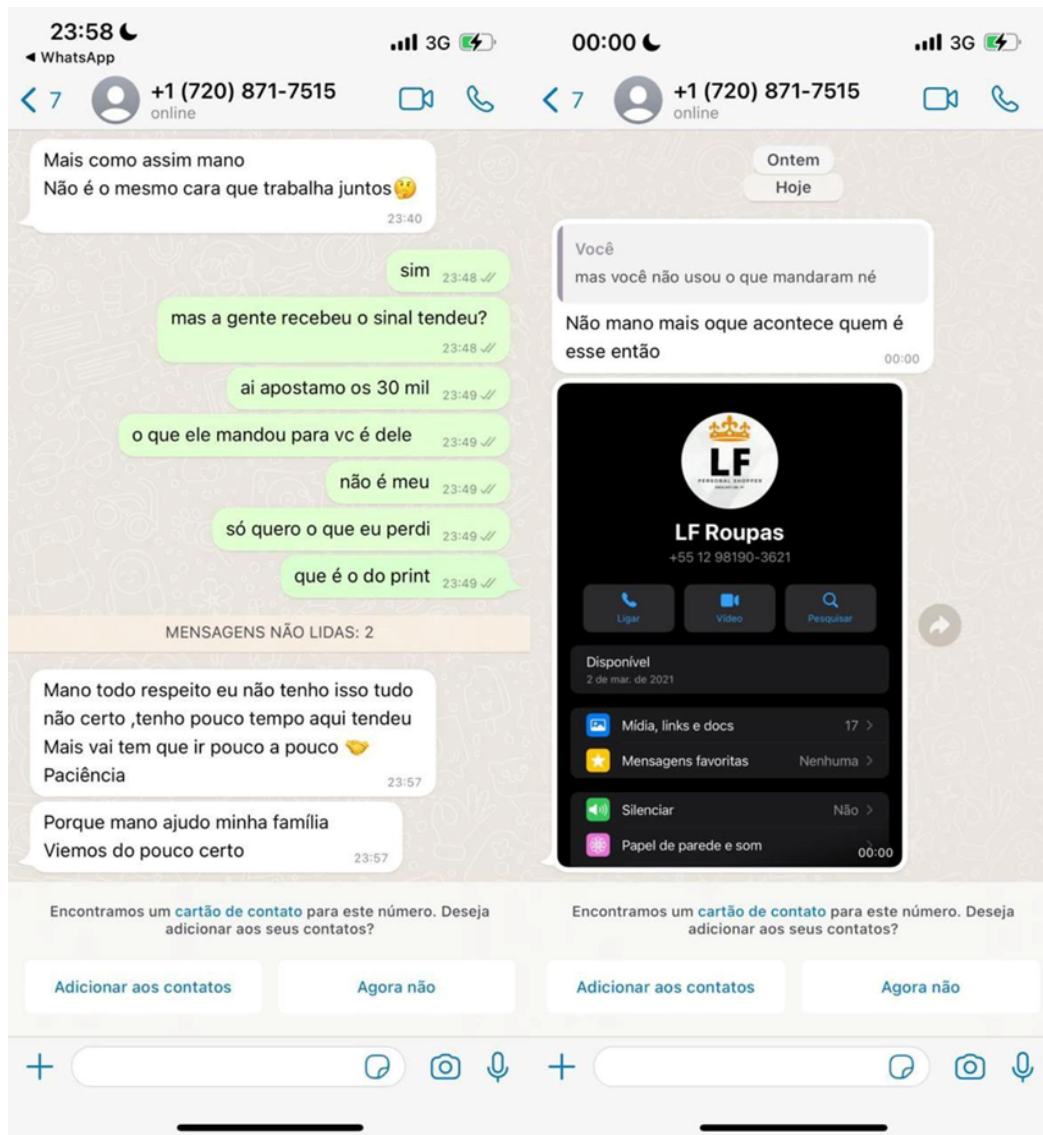 23:58
WhatsApp
3G
7
+1 (720) 871-7515
online
Mais como assim mano
Não é o mesmo cara que trabalha juntos🤔
23:40
sim 23:48
mas a gente recebeu o sinal tendeu?
23:48
ai apostamo os 30 mil 23:49
o que ele mandou para vc é dele 23:49
não é meu 23:49
só quero o que eu perdi 23:49
que é o do print 23:49
MENSAGENS NÃO LIDAS: 2
Mano todo respeito eu não tenho isso tudo
não certo ,tenho pouco tempo aqui tendeu
Mais vai tem que ir pouco a pouco 🤝
Paciência
23:57
Porque mano ajudo minha família
Viemos do pouco certo
23:57
Encontramos um cartão de contato para este número. Deseja
adicionar aos seus contatos?
Adicionar aos contatos
Agora não
00:00
3G
7
+1 (720) 871-7515
online
Ontem
Hoje
Você
mas você não usou o que mandaram né
Não mano mais oque acontece quem é
esse então
00:00
LF
PERSONAL SHOPPER
LF Roupas
+55 12 98190-3621
Ligar
Vídeo
Pesquisar
Disponível
2 de mar. de 2021
Mídia, links e docs 17
Mensagens favoritas Nenhuma
Silenciar Não
Papel de parede e som
00:00
Encontramos um cartão de contato para este número. Deseja
adicionar aos seus contatos?
Adicionar aos contatos
Agora não